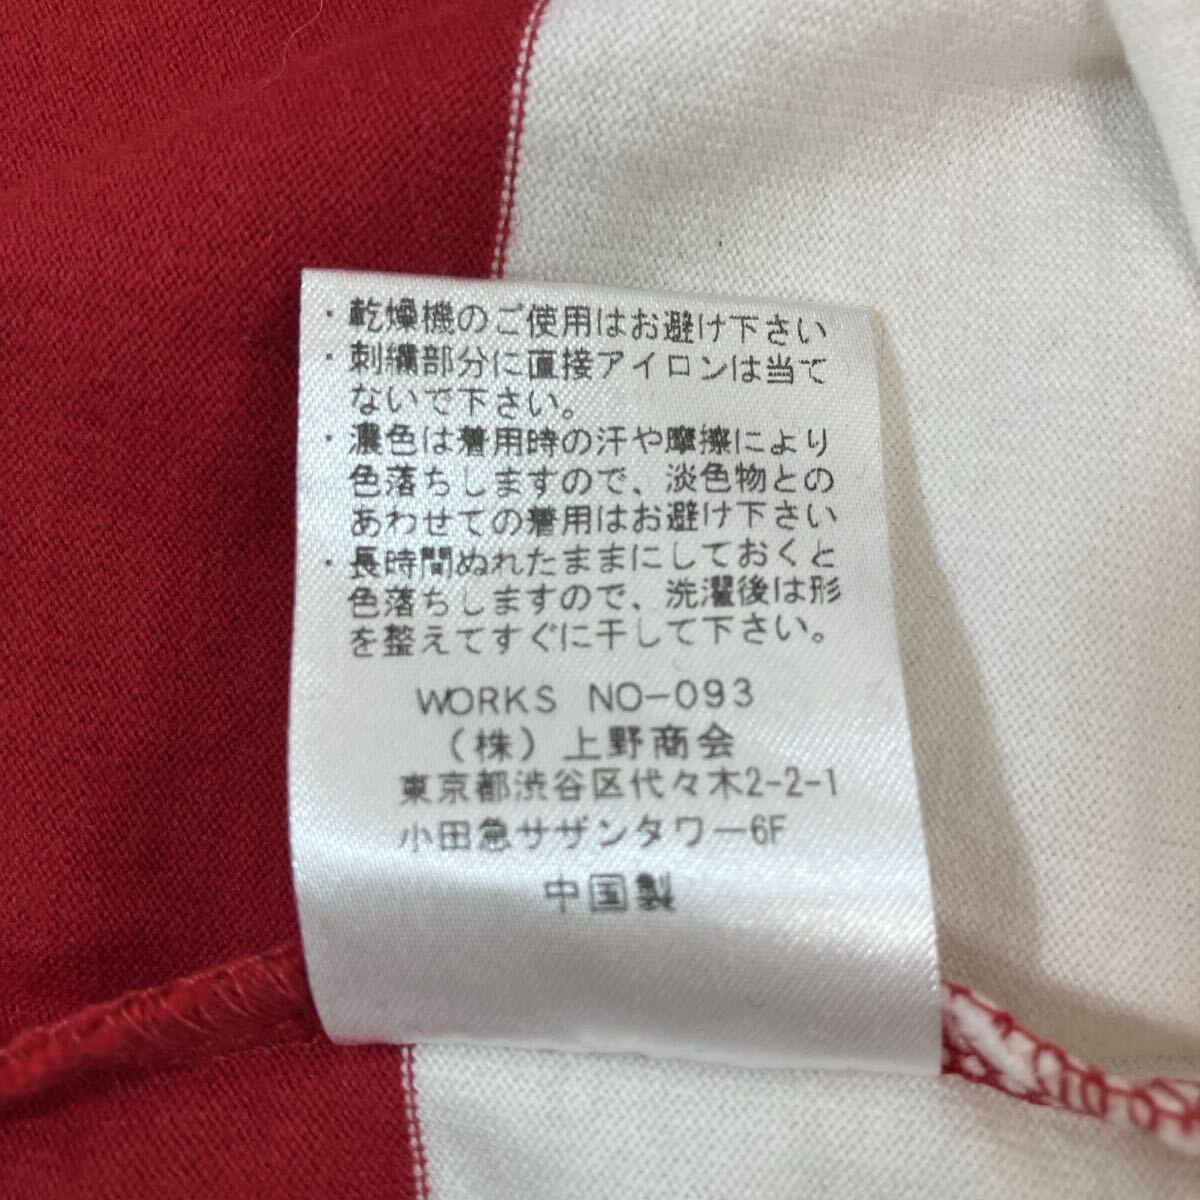 ・乾燥機のご使用はお避け下さい
・刺繍部分に直接アイロンは当て
ないで下さい。
・濃色は着用時の汗や摩擦により
色落ちしますので、淡色物との
あわせての着用はお避け下さい
・長時間ぬれたままにしておくと
色落ちしますので、洗濯後は形
を整えてすぐに干して下さい。
WORKS NO-093
(株)上野商会
東京都渋谷区代々木2-2-1
小田急サザンタワー6F
中国製